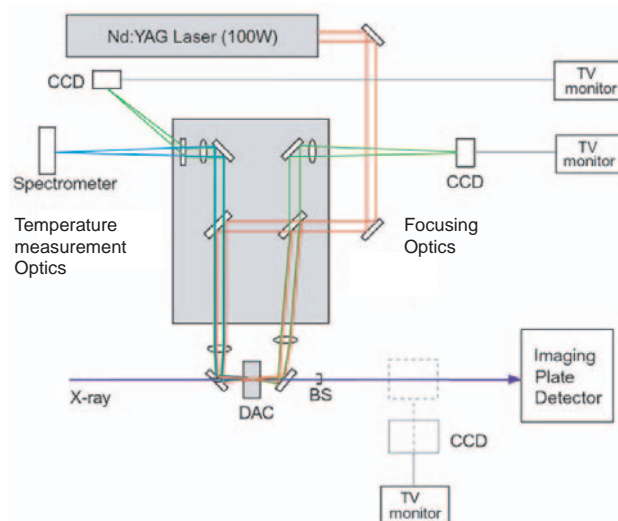 Nd:YAG Laser (100W)
CCD
TV
monitor
TV
monitor
CCD
Spectrometer
Temperature
measurement
Optics
Focusing
Optics
X-ray
DAC
BS
Imaging
Plate
Detector
CCD
TV
monitor